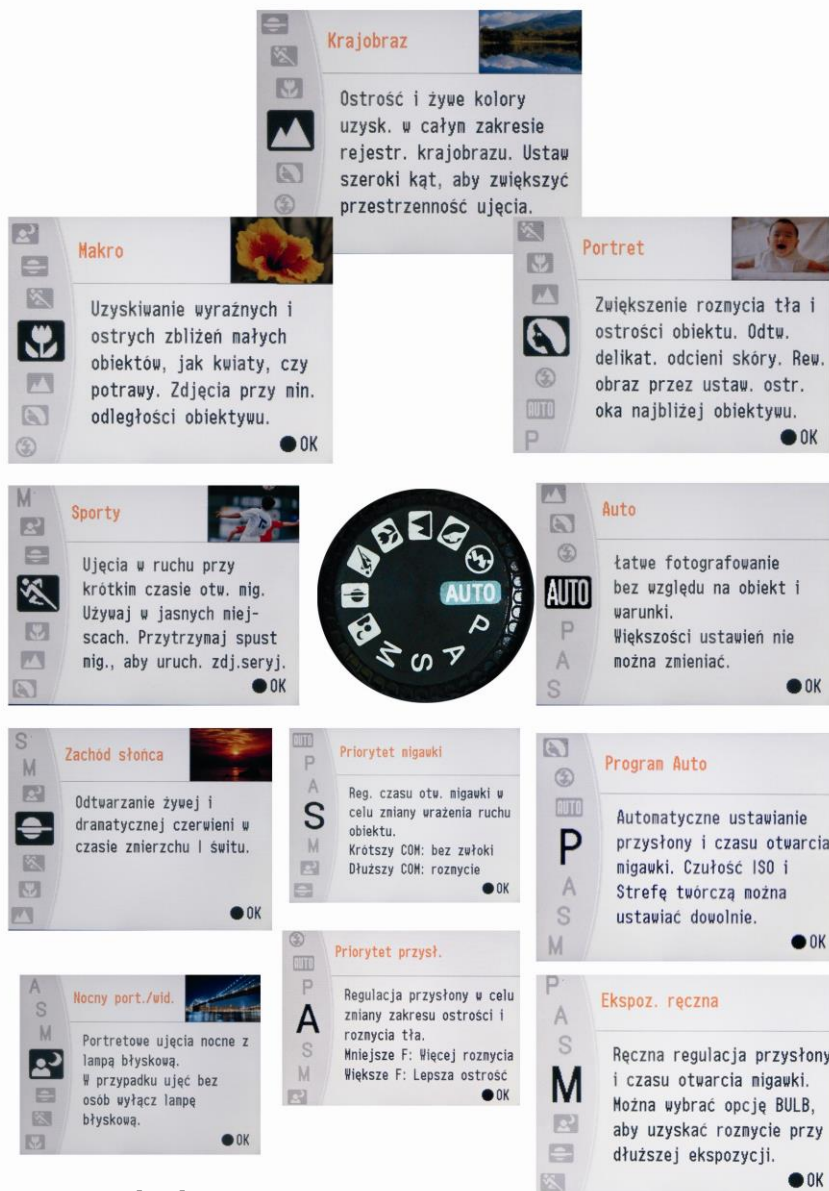 Krajobraz
Ostrość i żywe kolory
uzysk. w całym zakresie
rejestr. krajobrazu. Ustaw
szeroki kąt, aby zwiększyć
przestrzenność ujęcia.
Makro
Uzyskiwanie wyraźnych i
ostrych zbliżeń małych
obiektów, jak kwiaty, czy
potrawy. Zdjęcia przy min.
odległości obiektywu.
OK
Portret
Zwiększenie rozmycia tła i
ostrości obiektu. Odtw.
delikat. odcieni skóry. Rew.
obraz przez ustaw. ostr.
oka najbliżej obiektywu.
AUTO
P
OK
M
Sporty
Ujęcia w ruchu przy
krótkim czasie otw. mig.
Używaj w jasnych miej-
scach. Przytrzymaj spust
mig., aby uruch. zdj.seryj.
OK
AUTO
P
A
S
M
Auto
Łatwe fotografowanie
bez względu na obiekt i
warunki.
Większości ustawień nie
można zmieniać.
AUTO
P
A
S
OK
S
M
Zachód słońca
Odtwarzanie żywej i
dramatycznej czerwieni w
czasie zmierzchu I świtu.
OK
AUTO
P
A
S
M
Priorytet migawki
Reg. czasu otw. migawki w
celu zmiany wrażenia ruchu
obiektu.
Krótszy COM: bez zwłoki
Dłuższy COM: rozmycie
OK
AUTO
P
A
S
M
Program Auto
Automatyczne ustawianie
przysłony i czasu otwarcia
migawki. Czułość ISO i
Strefę twórczą można
ustawiać dowolnie.
OK
A
S
M
Nocny port./wid.
Portretowe ujęcia nocne z
lampą błyskową.
W przypadku ujęć bez
osób wyłącz lampę
błyskową.
OK
AUTO
P
A
S
M
Priorytet przysł.
Regulacja przysłony w celu
zmiany zakresu ostrości i
rozmycia tła.
Mniejsze F: Więcej rozmycia
Większe F: Lepsza ostrość
OK
P
A
S
M
Ekspoz. ręczna
Ręczna regulacja przysłony
i czasu otwarcia migawki.
Można wybrać opcję BULB,
aby uzyskać rozmycie przy
dłuższej ekspozycji.
OK